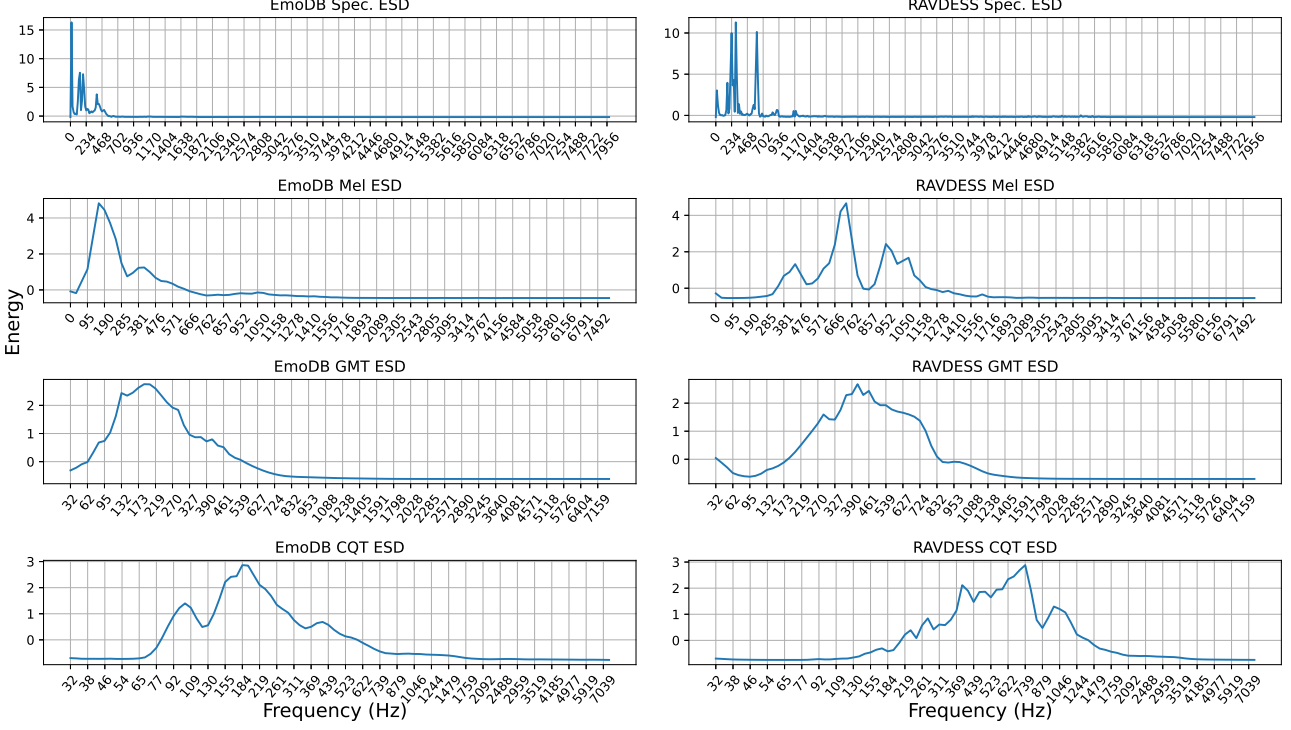 EmoDB Spec. ESD
15
10
5
0
0 234 468 702 936 1170 1404 1638 1872 2106 2340 2574 2808 3042 3276 3510 3744 3978 4212 4446 4680 4914 5148 5382 5616 5850 6084 6318 6552 6786 7020 7254 7488 7722 7956
RAVDESS Spec. ESD
10
5
0
0 234 468 702 936 1170 1404 1638 1872 2106 2340 2574 2808 3042 3276 3510 3744 3978 4212 4446 4680 4914 5148 5382 5616 5850 6084 6318 6552 6786 7020 7254 7488 7722 7956
EmoDB Mel ESD
4
2
0
0 95 190 285 381 476 571 666 762 857 952 1050 1158 1278 1410 1556 1716 1893 2089 2305 2543 2805 3095 3414 3767 4156 4584 5058 5580 6156 6791 7492
RAVDESS Mel ESD
4
2
0
0 95 190 285 381 476 571 666 762 857 952 1050 1158 1278 1410 1556 1716 1893 2089 2305 2543 2805 3095 3414 3767 4156 4584 5058 5580 6156 6791 7492
Energy
EmoDB GMT ESD
2
1
0
32 62 95 132 173 219 270 327 390 461 539 627 724 832 953 1088 1238 1405 1591 1798 2028 2285 2571 2890 3245 3640 4081 4571 5118 5726 6404 7159
RAVDESS GMT ESD
2
1
0
32 62 95 132 173 219 270 327 390 461 539 627 724 832 953 1088 1238 1405 1591 1798 2028 2285 2571 2890 3245 3640 4081 4571 5118 5726 6404 7159
EmoDB CQT ESD
3
2
1
0
32 38 46 54 65 77 92 109 130 155 184 219 261 311 369 439 523 622 739 879 1046 1244 1479 1759 2092 2488 2959 3519 4185 4977 5919 7039
Frequency (Hz)
RAVDESS CQT ESD
3
2
1
0
32 38 46 54 65 77 92 109 130 155 184 219 261 311 369 439 523 622 739 879 1046 1244 1479 1759 2092 2488 2959 3519 4185 4977 5919 7039
Frequency (Hz)